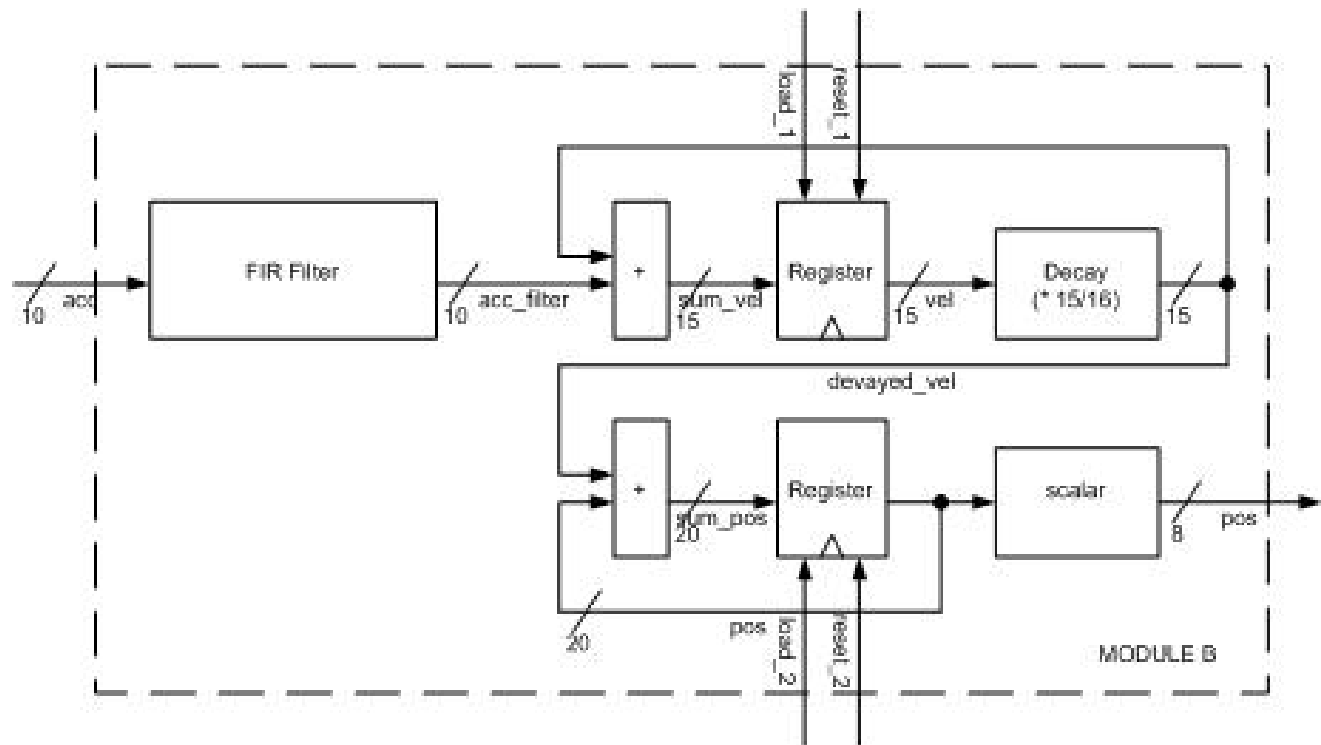 load_1
reset_1
FIR Filter
+
Register
Decay
(* 15/16)
acc
10
acc_filter
10
sum_vel
15
vel
15
15
devayed_vel
+
Register
scalar
sum_pos
20
pos
8
pos
20
load_2
reset_2
MODULE B